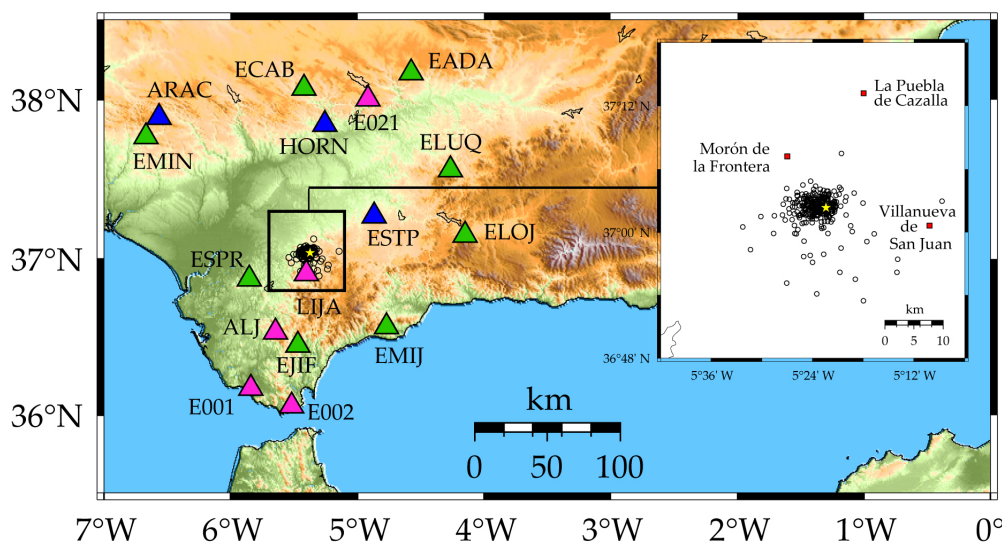 ECAB
EADA
ARAC
E021
EMIN
HORN
ELUQ
ESTP
ELOJ
ESPR
LIJA
ALJ
EJIF
EMIJ
E001
E002
38°N
37°N
36°N
7°W
6°W
5°W
4°W
3°W
2°W
1°W
0°
km
0
50
100
37°12' N
37°00' N
36°48' N
5°36' W
5°24' W
5°12' W
La Puebla
de Cazalla
Morón de
la Frontera
Villanueva
de
San Juan
km
0
5
10